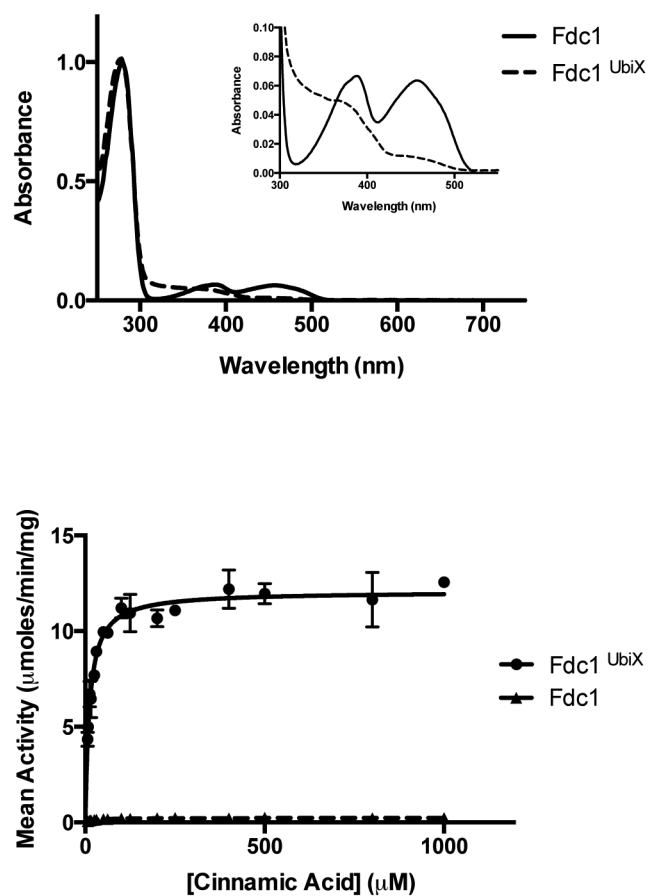 Fdc1
Fdc1 UbiX
Absorbance
1.0
0.5
0.0
300
400
500
600
700
Wavelength (nm)
Absorbance
0.10
0.08
0.06
0.04
0.02
0.00
300
400
500
Wavelength (nm)
Mean Activity (μmoles/min/mg)
15
10
5
0
0
500
1000
[Cinnamic Acid] (μM)
Fdc1 UbiX
Fdc1